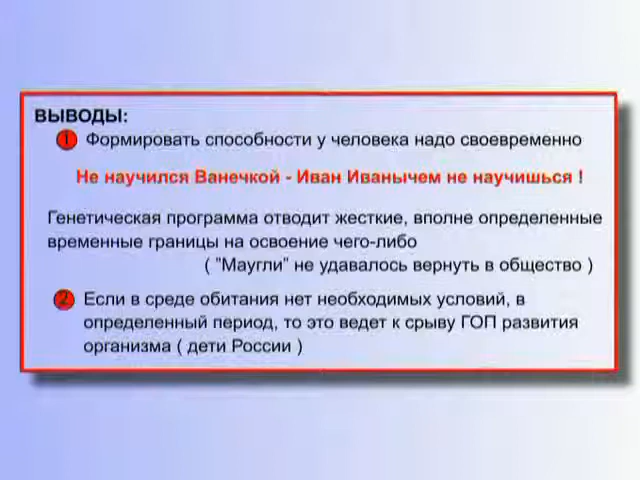 ВЫВОДЫ:
1 Формировать способности у человека надо своевременно
Не научился Ванечкой - Иван Иванычем не научишься !
Генетическая программа отводит жесткие, вполне определенные
временные границы на освоение чего-либо
( "Маугли" не удавалось вернуть в общество )
2 Если в среде обитания нет необходимых условий, в
определенный период, то это ведет к срыву ГОП развития
организма ( дети России )